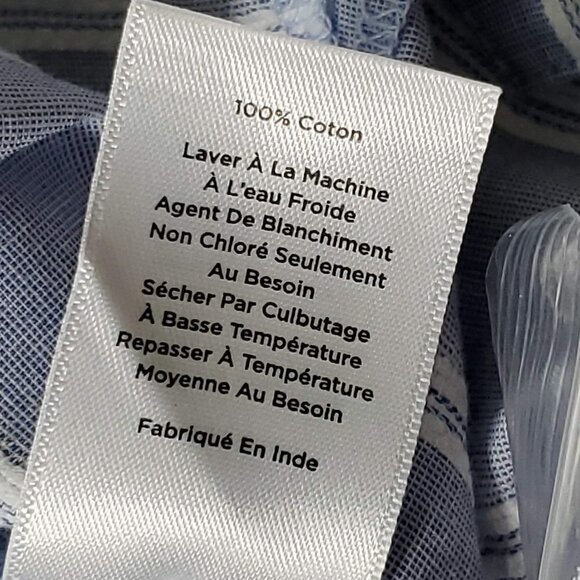 100% Coton
Laver À La Machine
À L'eau Froide
Agent De Blanchiment
Non Chloré Seulement
Au Besoin
Sécher Par Culbutage
À Basse Température
Repasser À Température
Moyenne Au Besoin
Fabriqué En Inde